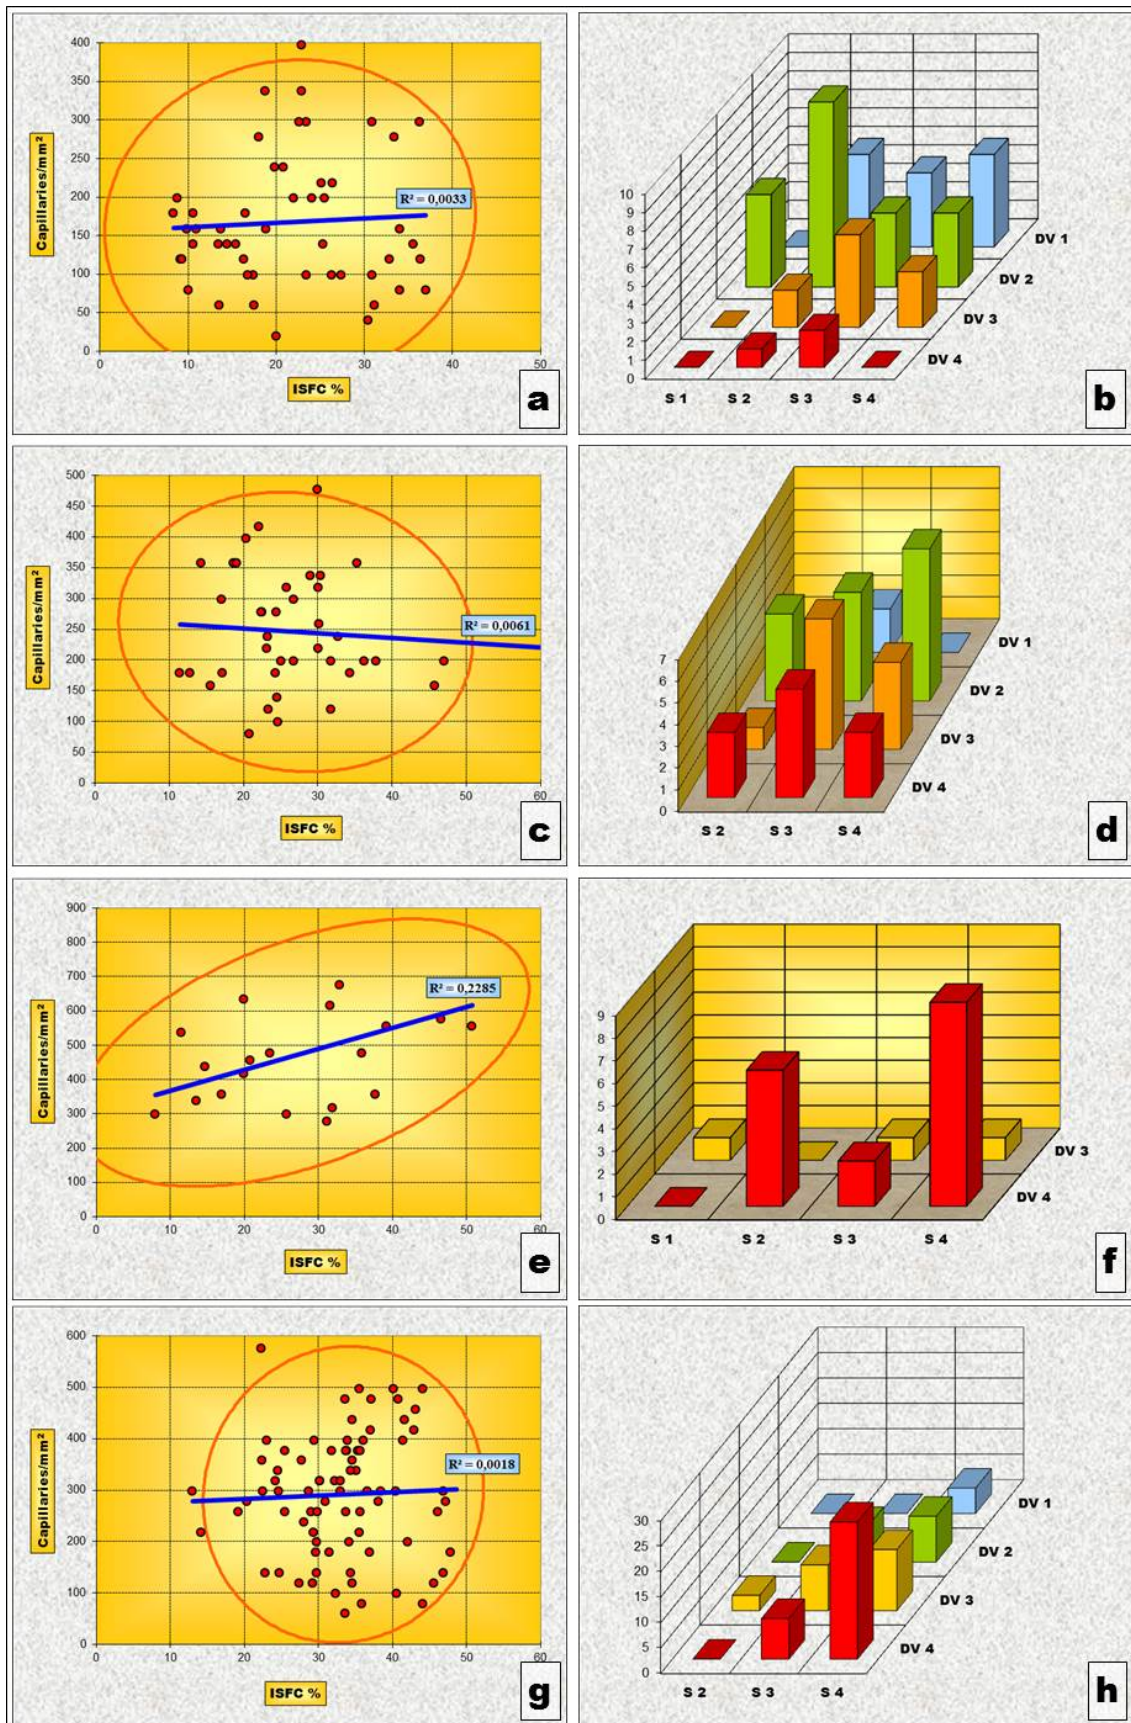 400
350
300
250
200
150
100
50
0
0 10 20 30 40 50
Capillaries/mm²
R² = 0,0033
ISFC %
a
10
9
8
7
6
5
4
3
2
1
0
S 1 S 2 S 3 S 4
DV 1
DV 2
DV 3
DV 4
b
500
450
400
350
300
250
200
150
100
50
0
0 10 20 30 40 50 60
Capillaries/mm²
R² = 0,0061
ISFC %
c
7
6
5
4
3
2
1
0
S 2 S 3 S 4
DV 1
DV 2
DV 3
DV 4
d
900
800
700
600
500
400
300
200
100
0
0 10 20 30 40 50 60
Capillaries/mm²
R² = 0,2285
ISFC %
e
9
8
7
6
5
4
3
2
1
0
S 1 S 2 S 3 S 4
DV 3
DV 4
f
600
500
400
300
200
100
0
0 10 20 30 40 50 60
Capillaries/mm²
R² = 0,0018
ISFC %
g
30
25
20
15
10
5
0
S 2 S 3 S 4
DV 1
DV 2
DV 3
DV 4
h